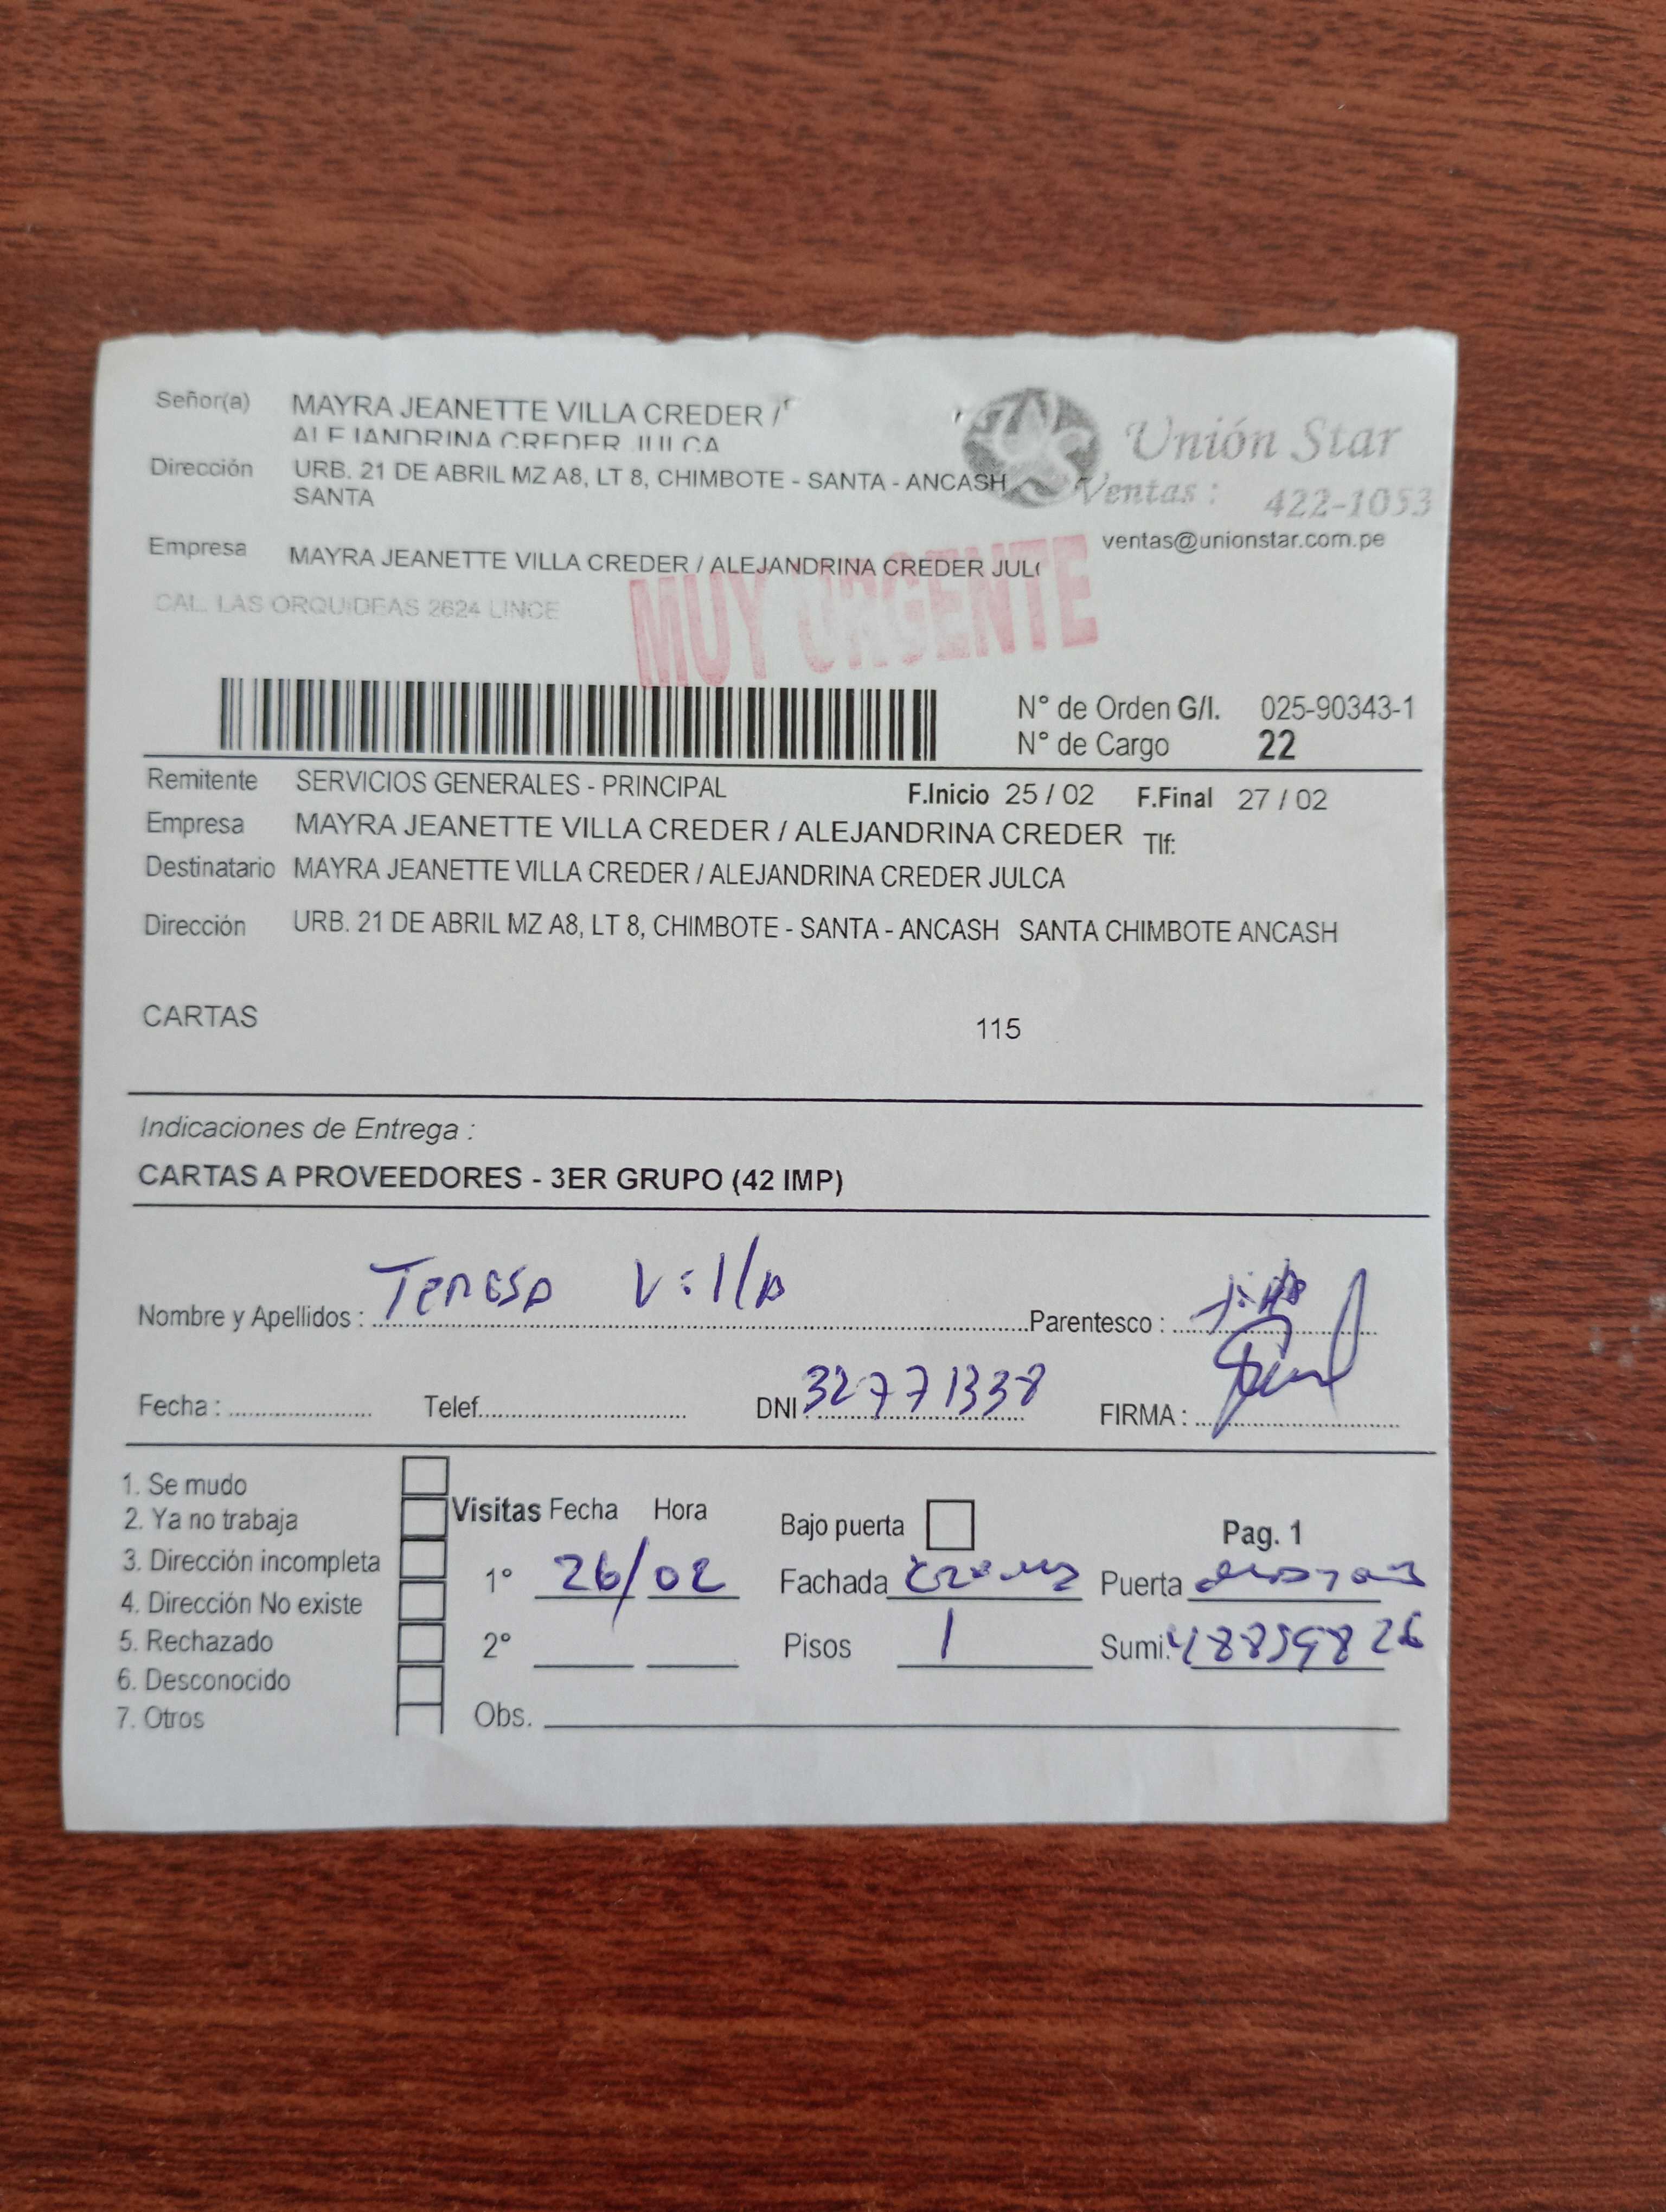 Señor(a) MAYRA JEANETTE VILLA CREDER /
ALEJANDRINA CREDER JULCA
Unión Star
Dirección URB. 21 DE ABRIL MZ A8, LT 8, CHIMBOTE - SANTA - ANCASH
SANTA
Ventas : 422-1053
ventas@unionstar.com.pe
Empresa MAYRA JEANETTE VILLA CREDER / ALEJANDRINA CREDER JUL
CAL. LAS ORQUIDEAS 2624 LINCE
MUY URGENTE
N° de Orden G/I. 025-90343-1
N° de Cargo 22
Remitente SERVICIOS GENERALES - PRINCIPAL F.Inicio 25 / 02 F.Final 27 / 02
Empresa MAYRA JEANETTE VILLA CREDER / ALEJANDRINA CREDER Tlf:
Destinatario MAYRA JEANETTE VILLA CREDER / ALEJANDRINA CREDER JULCA
Dirección URB. 21 DE ABRIL MZ A8, LT 8, CHIMBOTE - SANTA - ANCASH SANTA CHIMBOTE ANCASH
CARTAS 115
Indicaciones de Entrega :
CARTAS A PROVEEDORES - 3ER GRUPO (42 IMP)
Nombre y Apellidos : Teresa Villa Parentesco :
Fecha : Telef. DNI : 32771338 FIRMA :
1. Se mudo
2. Ya no trabaja
3. Dirección incompleta
4. Dirección No existe
5. Rechazado
6. Desconocido
7. Otros
Visitas Fecha Hora Bajo puerta Pag. 1
1° 26/02 Fachada Puerta
2° Pisos 1 Sumi. 48859826
Obs.